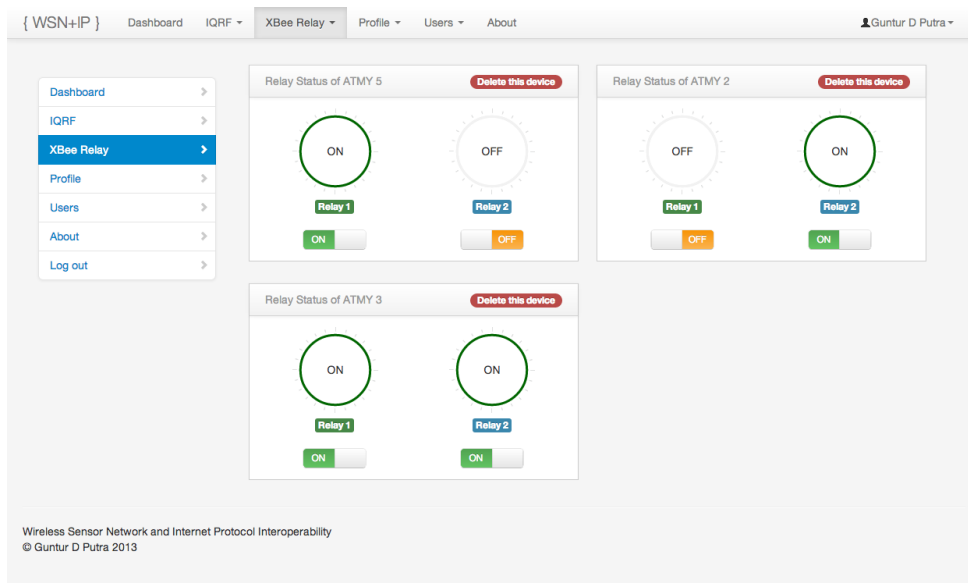 { WSN+IP } Dashboard IQRF XBee Relay Profile Users About Guntur D Putra
Dashboard
IQRF
XBee Relay
Profile
Users
About
Log out
Relay Status of ATMY 5 Delete this device
ON OFF
Relay 1 Relay 2
ON OFF
Relay Status of ATMY 2 Delete this device
OFF ON
Relay 1 Relay 2
OFF ON
Relay Status of ATMY 3 Delete this device
ON ON
Relay 1 Relay 2
ON ON
Wireless Sensor Network and Internet Protocol Interoperability
© Guntur D Putra 2013